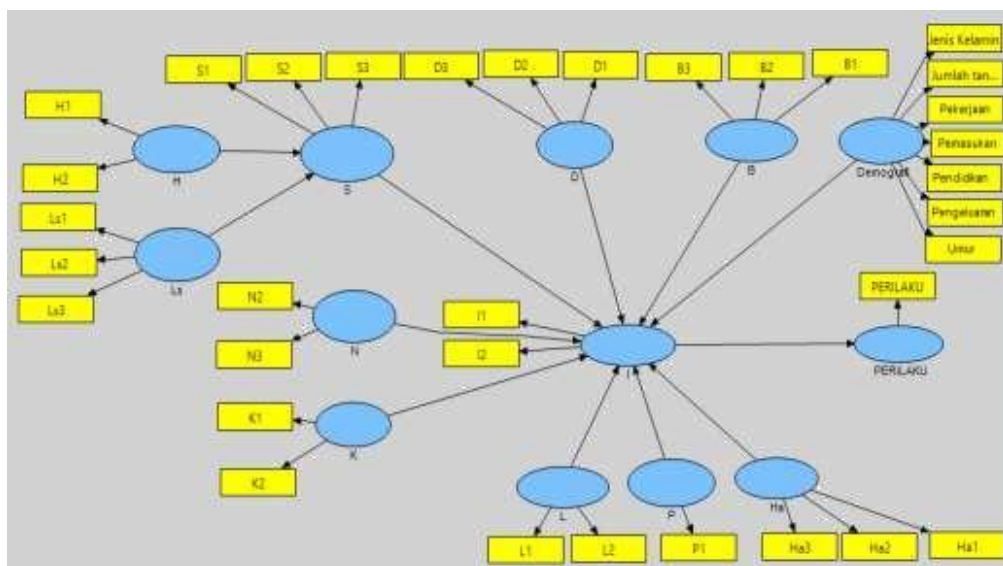 Jenis Kelamin
S1
S2
S3
D3
D2
D1
B3
B2
B1
Jumlah tan...
H1
Pekerjaan
Pemasukan
H
S
D
B
Demografi
H2
Pendidikan
Ls1
Pengeluaran
Ls2
Umur
Ls
Ls3
N2
I1
PERILAKU
N3
N
I2
I
PERILAKU
K1
K
K2
L
P
Ha
L1
L2
P1
Ha3
Ha2
Ha1